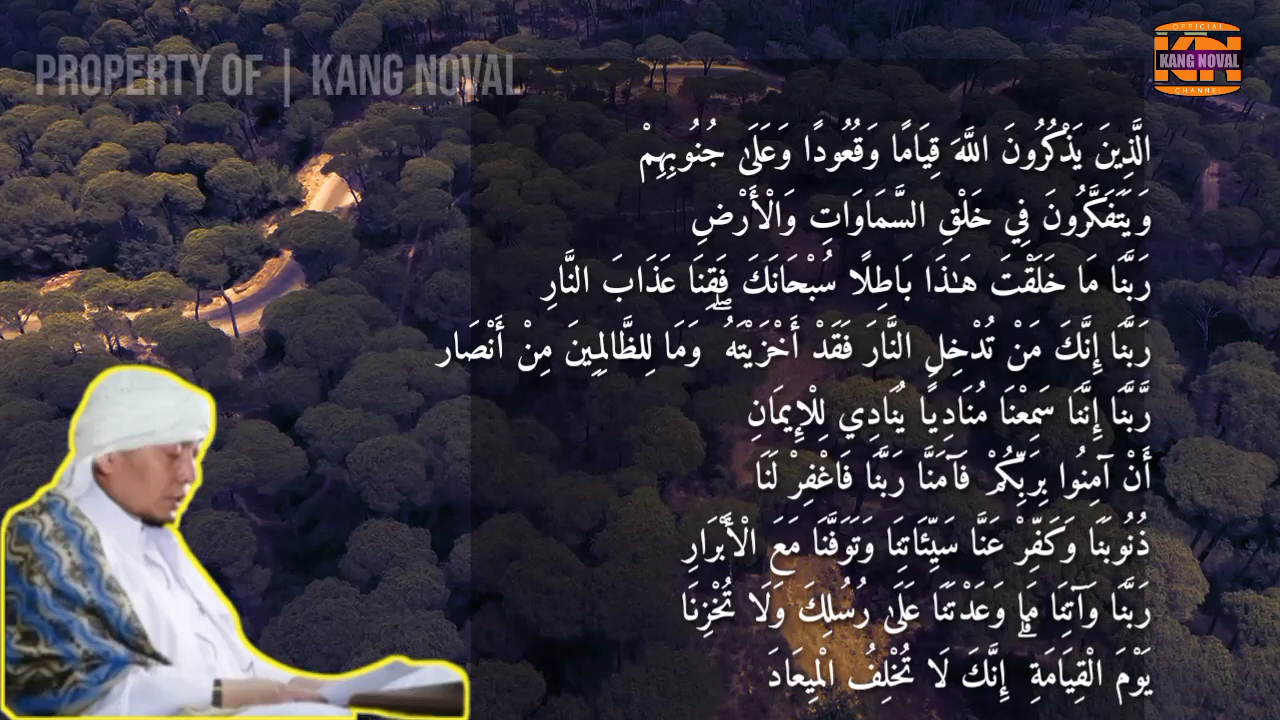 PROPERTY OF | KANG NOVAL
OFFICIAL
KN
KANG NOVAL
CHANNEL
الَّذِينَ يَذْكُرُونَ اللَّهَ قِيَامًا وَقُعُودًا وَعَلَىٰ جُنُوبِهِمْ
وَيَتَفَكَّرُونَ فِي خَلْقِ السَّمَاوَاتِ وَالْأَرْضِ
رَبَّنَا مَا خَلَقْتَ هَٰذَا بَاطِلًا سُبْحَانَكَ فَقِنَا عَذَابَ النَّارِ
رَبَّنَا إِنَّكَ مَنْ تُدْخِلِ النَّارَ فَقَدْ أَخْزَيْتَهُ ۖ وَمَا لِلظَّالِمِينَ مِنْ أَنْصَار
رَّبَّنَا إِنَّنَا سَمِعْنَا مُنَادِيًا يُنَادِي لِلْإِيمَانِ
أَنْ آمِنُوا بِرَبِّكُمْ فَآمَنَّا رَبَّنَا فَاغْفِرْ لَنَا
ذُنُوبَنَا وَكَفِّرْ عَنَّا سَيِّئَاتِنَا وَتَوَفَّنَا مَعَ الْأَبْرَارِ
رَبَّنَا وَآتِنَا مَا وَعَدْتَنَا عَلَىٰ رُسُلِكَ وَلَا تُخْزِنَا
يَوْمَ الْقِيَامَةِ ۗ إِنَّكَ لَا تُخْلِفُ الْمِيعَادَ